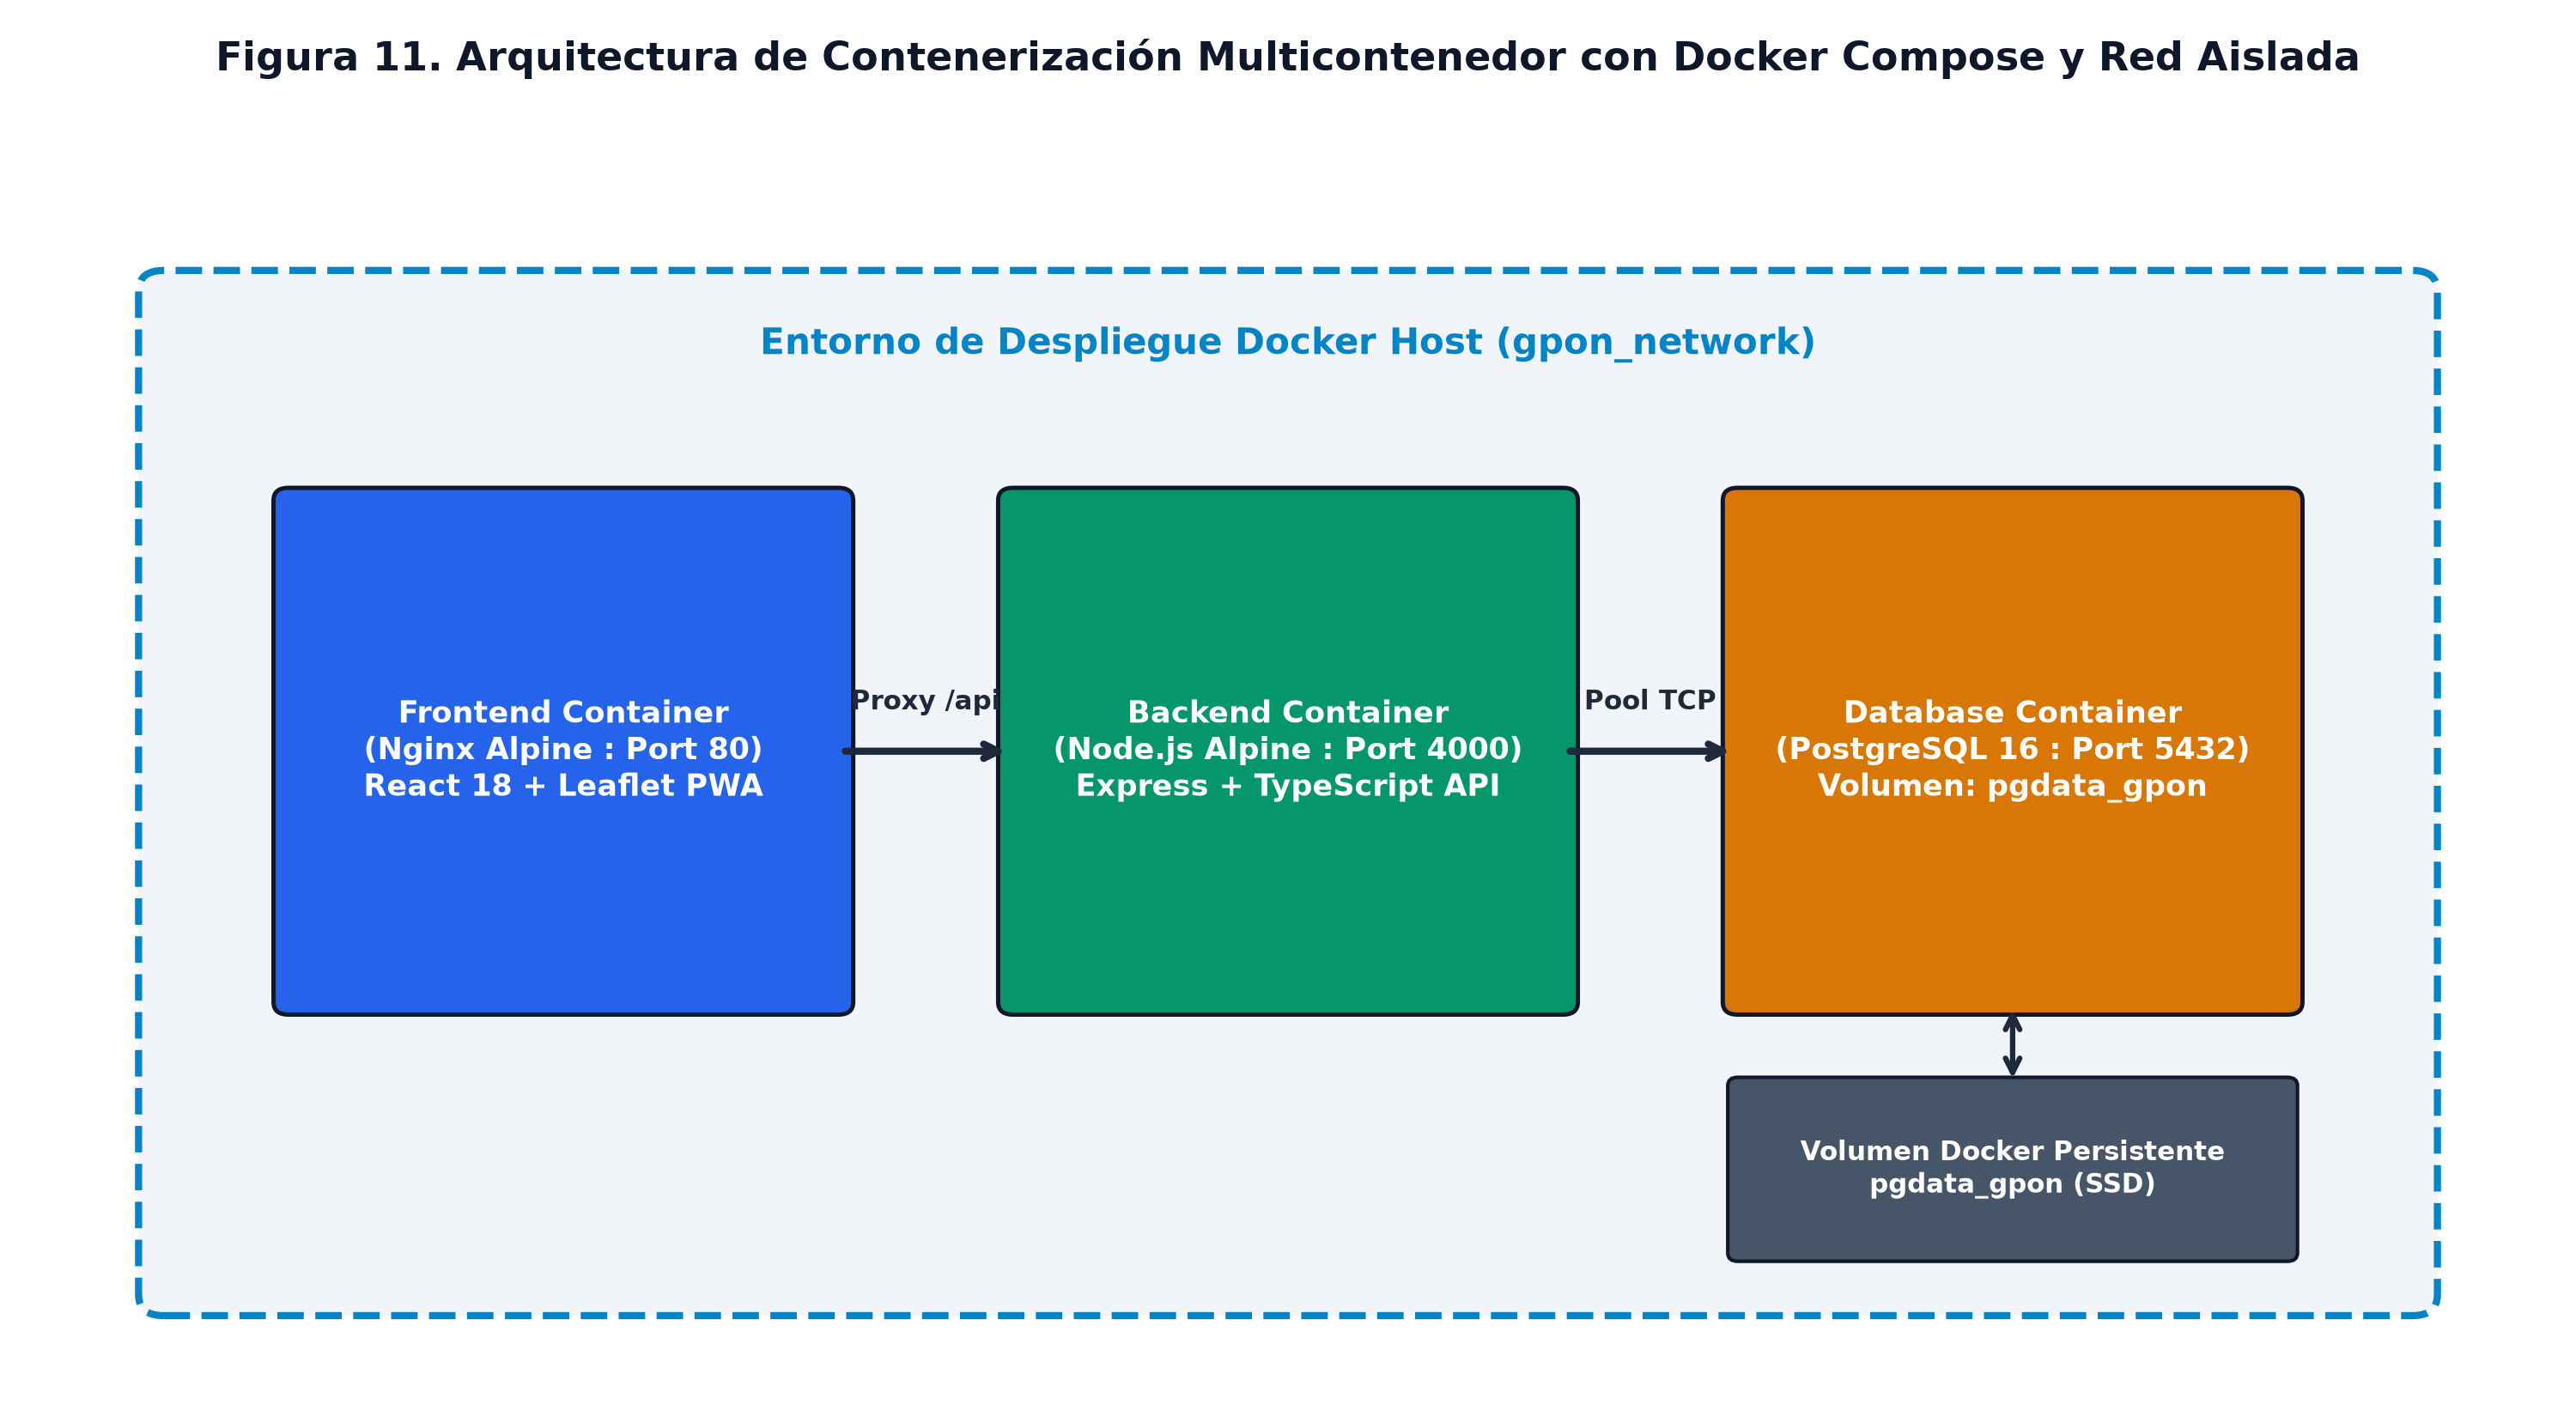 Figura 11. Arquitectura de Contenerización Multicontenedor con Docker Compose y Red Aislada
Entorno de Despliegue Docker Host (gpon_network)
Frontend Container
(Nginx Alpine : Port 80)
React 18 + Leaflet PWA
Proxy /api
Backend Container
(Node.js Alpine : Port 4000)
Express + TypeScript API
Pool TCP
Database Container
(PostgreSQL 16 : Port 5432)
Volumen: pgdata_gpon
Volumen Docker Persistente
pgdata_gpon (SSD)